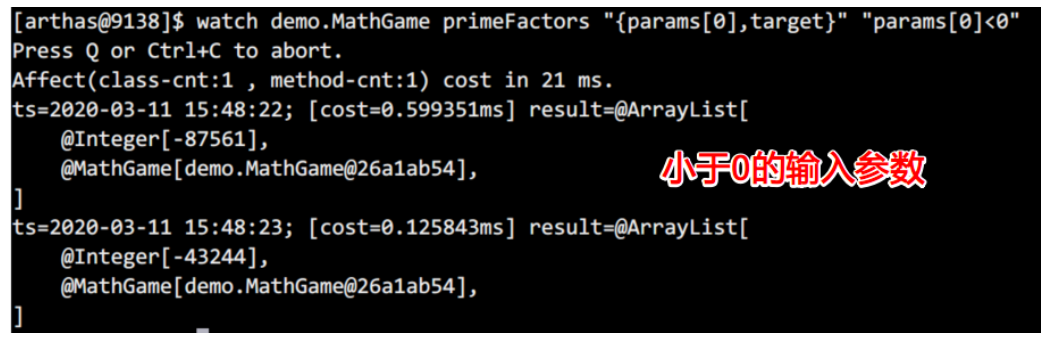 [arthas@9138]$ watch demo.MathGame primeFactors "{params[0],target}" "params[0]<0"
Press Q or Ctrl+C to abort.
Affect(class-cnt:1 , method-cnt:1) cost in 21 ms.
ts=2020-03-11 15:48:22; [cost=0.599351ms] result=@ArrayList[
    @Integer[-87561],
    @MathGame[demo.MathGame@26a1ab54],
小于0的输入参数
]
ts=2020-03-11 15:48:23; [cost=0.125843ms] result=@ArrayList[
    @Integer[-43244],
    @MathGame[demo.MathGame@26a1ab54],
]